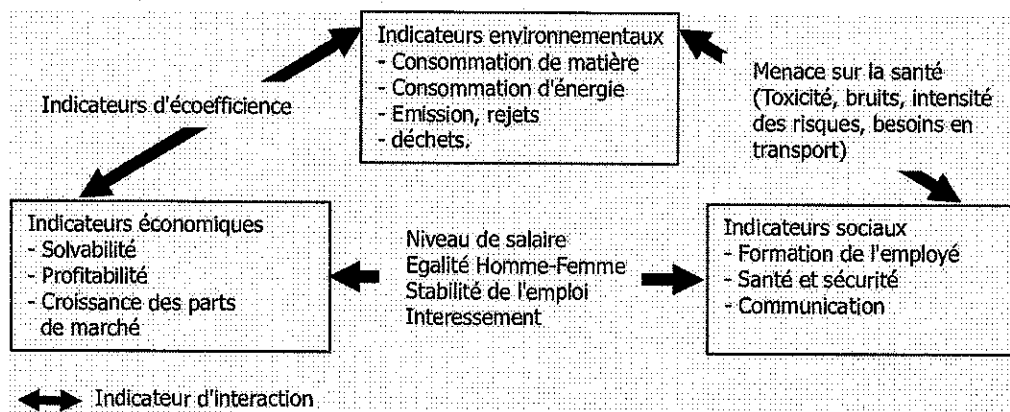 Indicateurs environnementaux
- Consommation de matière
- Consommation d'énergie
- Emission, rejets
- déchets.
Indicateurs d'écoefficience
Menace sur la santé
(Toxicité, bruits, intensité
des risques, besoins en
transport)
Indicateurs économiques
- Solvabilité
- Profitabilité
- Croissance des parts
de marché
Niveau de salaire
Egalité Homme-Femme
Stabilité de l'emploi
Interessement
Indicateurs sociaux
- Formation de l'employé
- Santé et sécurité
- Communication
Indicateur d'interaction